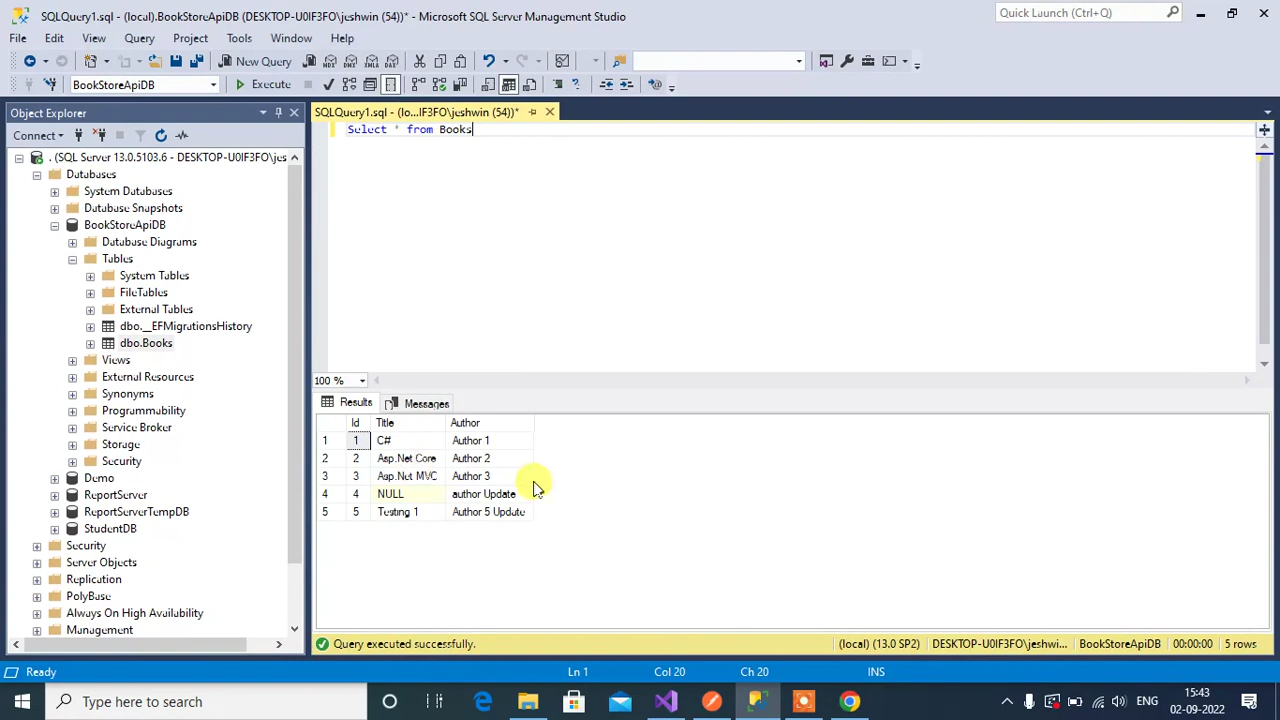 SQLQuery1.sql - (local).BookStoreApiDB (DESKTOP-U0IF3FO\jeshwin (54))* - Microsoft SQL Server Management Studio
Quick Launch (Ctrl+Q)
File Edit View Query Project Tools Window Help
New Query
MDX DMX XMLA DAX
BookStoreApiDB Execute
Object Explorer
SQLQuery1.sql - (lo...IF3FO\jeshwin (54))*
Connect
Select * from Books
. (SQL Server 13.0.5103.6 - DESKTOP-U0IF3FO\jes
Databases
System Databases
Database Snapshots
BookStoreApiDB
Database Diagrams
Tables
System Tables
FileTables
External Tables
dbo.__EFMigrationsHistory
dbo.Books
Views
External Resources
Synonyms
Programmability
Service Broker
Storage
Security
Demo
ReportServer
ReportServerTempDB
StudentDB
Security
Server Objects
Replication
PolyBase
Always On High Availability
Management
100 %
Results Messages
Id Title Author
1 1 C# Author 1
2 2 Asp.Net Core Author 2
3 3 Asp.Net MVC Author 3
4 4 NULL author Update
5 5 Testing 1 Author 5 Update
Query executed successfully. (local) (13.0 SP2) DESKTOP-U0IF3FO\jeshwi... BookStoreApiDB 00:00:00 5 rows
Ready Ln 1 Col 20 Ch 20 INS
Type here to search
ENG
15:43
02-09-2022